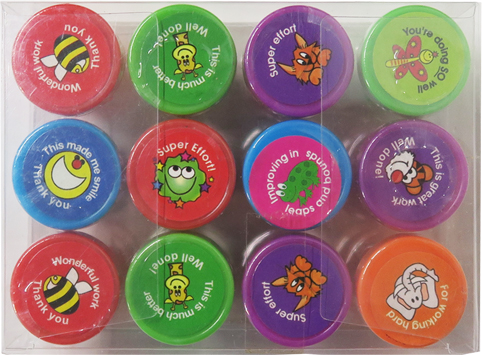 Wonderful work
Thank you
Well done!
This is much better
Super effort
You're doing SO well
This made me smile
Thank you
Super Effort!!
Improving in
leaps and bounds
This is great work
Well done!
Wonderful work
Thank you
Well done!
This is much better
Super effort
For working hard